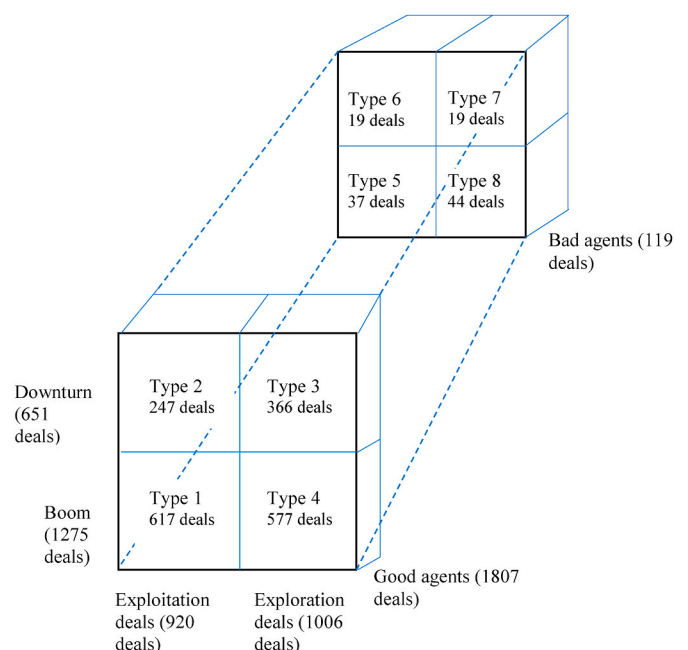 Type 6
19 deals
Type 7
19 deals
Type 5
37 deals
Type 8
44 deals
Bad agents (119
deals)
Downturn
(651
deals)
Type 2
247 deals
Type 3
366 deals
Boom
(1275
deals)
Type 1
617 deals
Type 4
577 deals
Good agents (1807
deals)
Exploitation
deals (920
deals)
Exploration
deals (1006
deals)